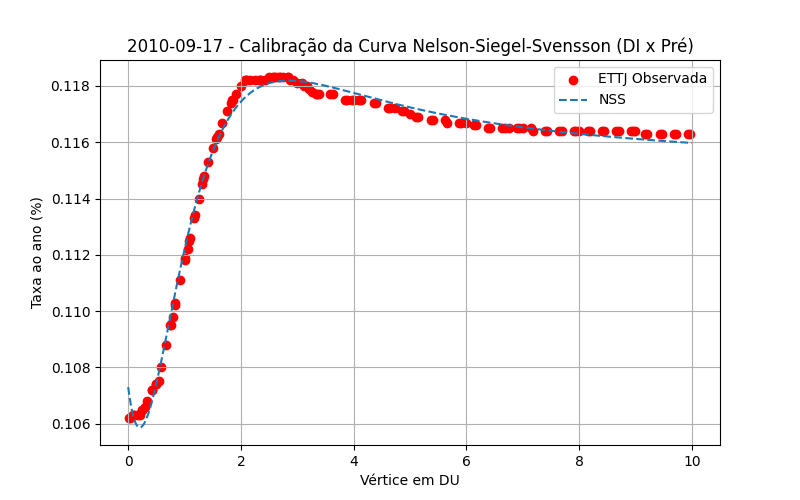 2010-09-17 - Calibração da Curva Nelson-Siegel-Svensson (DI x Pré)
ETTJ Observada
NSS
Taxa ao ano (%)
0.118
0.116
0.114
0.112
0.110
0.108
0.106
0 2 4 6 8 10
Vértice em DU